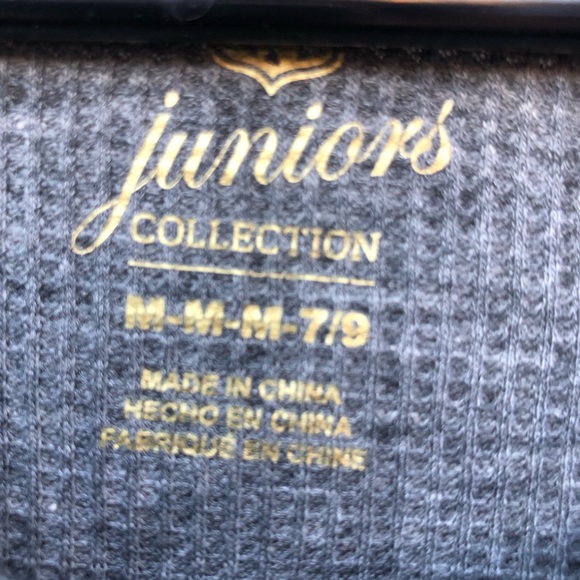 juniors
COLLECTION
M-M-M-7/9
MADE IN CHINA
HECHO EN CHINA
FABRIQUÉ EN CHINE